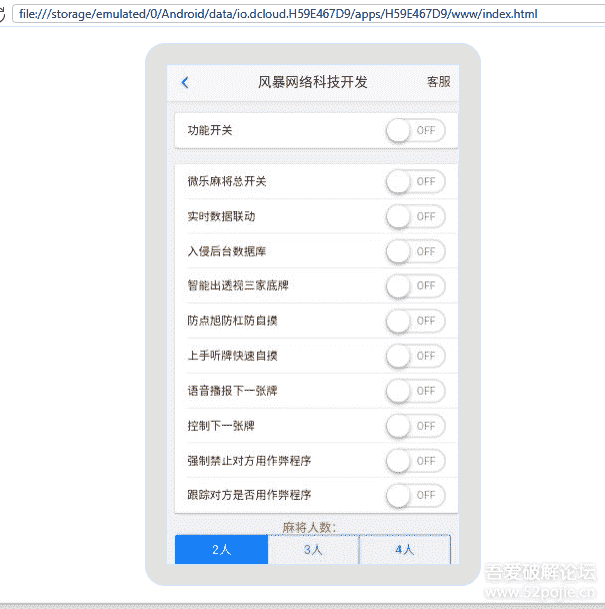 file:///storage/emulated/0/Android/data/io.dcloud.H59E467D9/apps/H59E467D9/www/index.html
风暴网络科技开发 客服
功能开关 OFF
微乐麻将总开关 OFF
实时数据联动 OFF
入侵后台数据库 OFF
智能出透视三家底牌 OFF
防点旭防杠防自摸 OFF
上手听牌快速自摸 OFF
语音播报下一张牌 OFF
控制下一张牌 OFF
强制禁止对方用作弊程序 OFF
跟踪对方是否用作弊程序 OFF
麻将人数:
2人 3人 4人
吾爱破解论坛
www.52pojie.cn